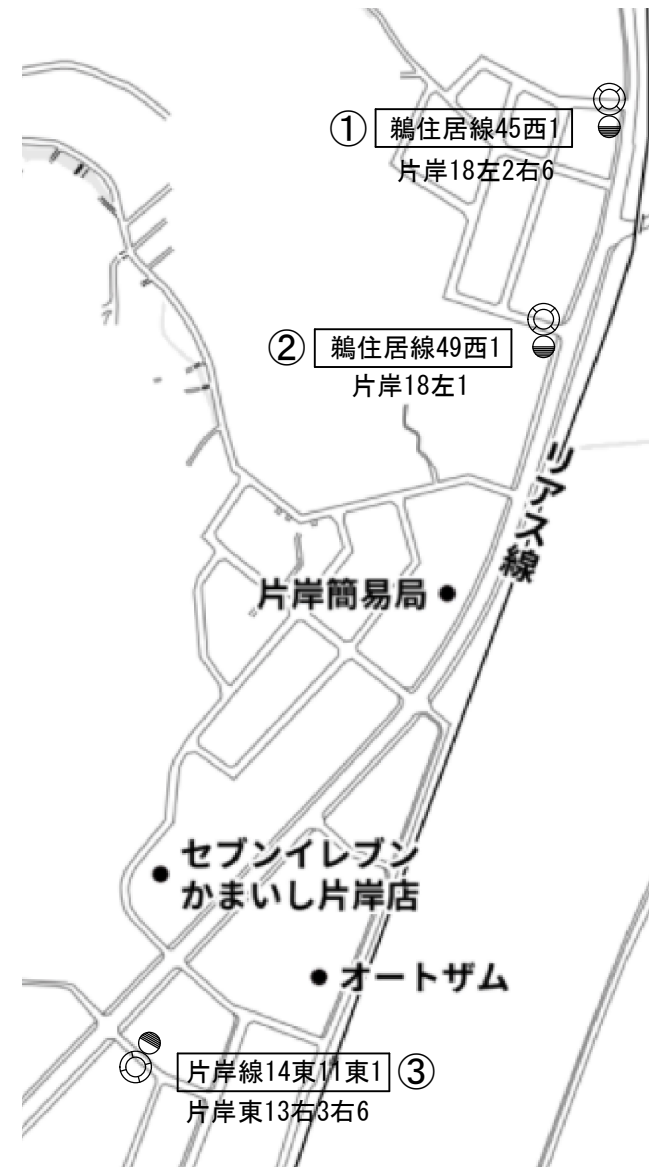 ① 鵜住居線45西1
片岸18左2右6
② 鵜住居線49西1
片岸18左1
リアス線
片岸簡易局
セブンイレブン
かまいし片岸店
オートザム
片岸線14東11東1 ③
片岸東13右3右6